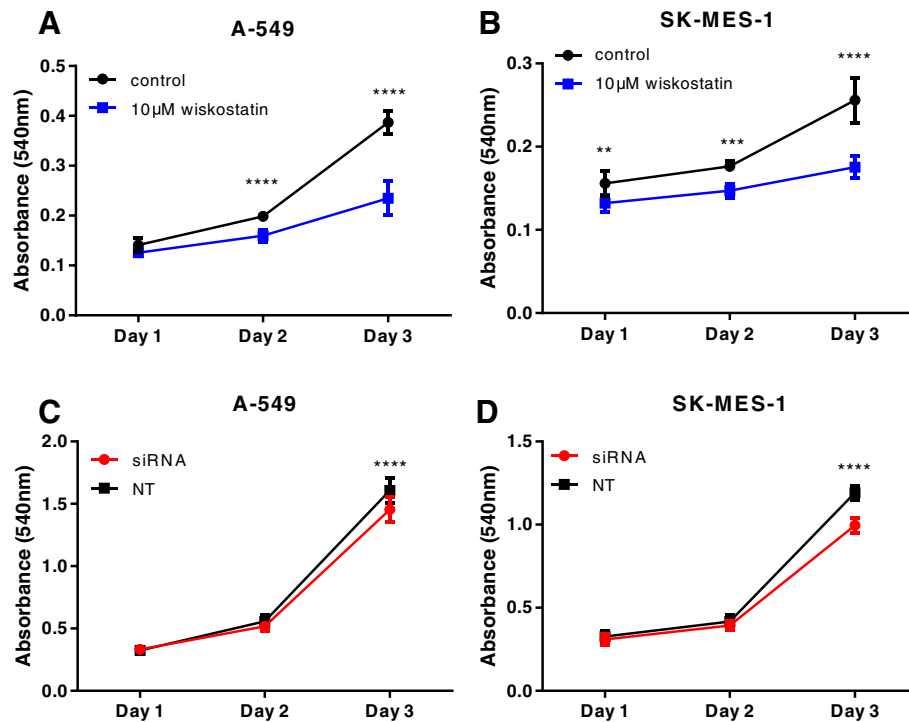 A
A-549
control
10µM wiskostatin
Absorbance (540nm)
0.5
0.4
0.3
0.2
0.1
0.0
****
****
Day 1 Day 2 Day 3
B
SK-MES-1
control
10µM wiskostatin
Absorbance (540nm)
0.3
0.2
0.1
0.0
**
***
****
Day 1 Day 2 Day 3
C
A-549
siRNA
NT
Absorbance (540nm)
2.0
1.5
1.0
0.5
0.0
****
Day 1 Day 2 Day 3
D
SK-MES-1
siRNA
NT
Absorbance (540nm)
1.5
1.0
0.5
0.0
****
Day 1 Day 2 Day 3